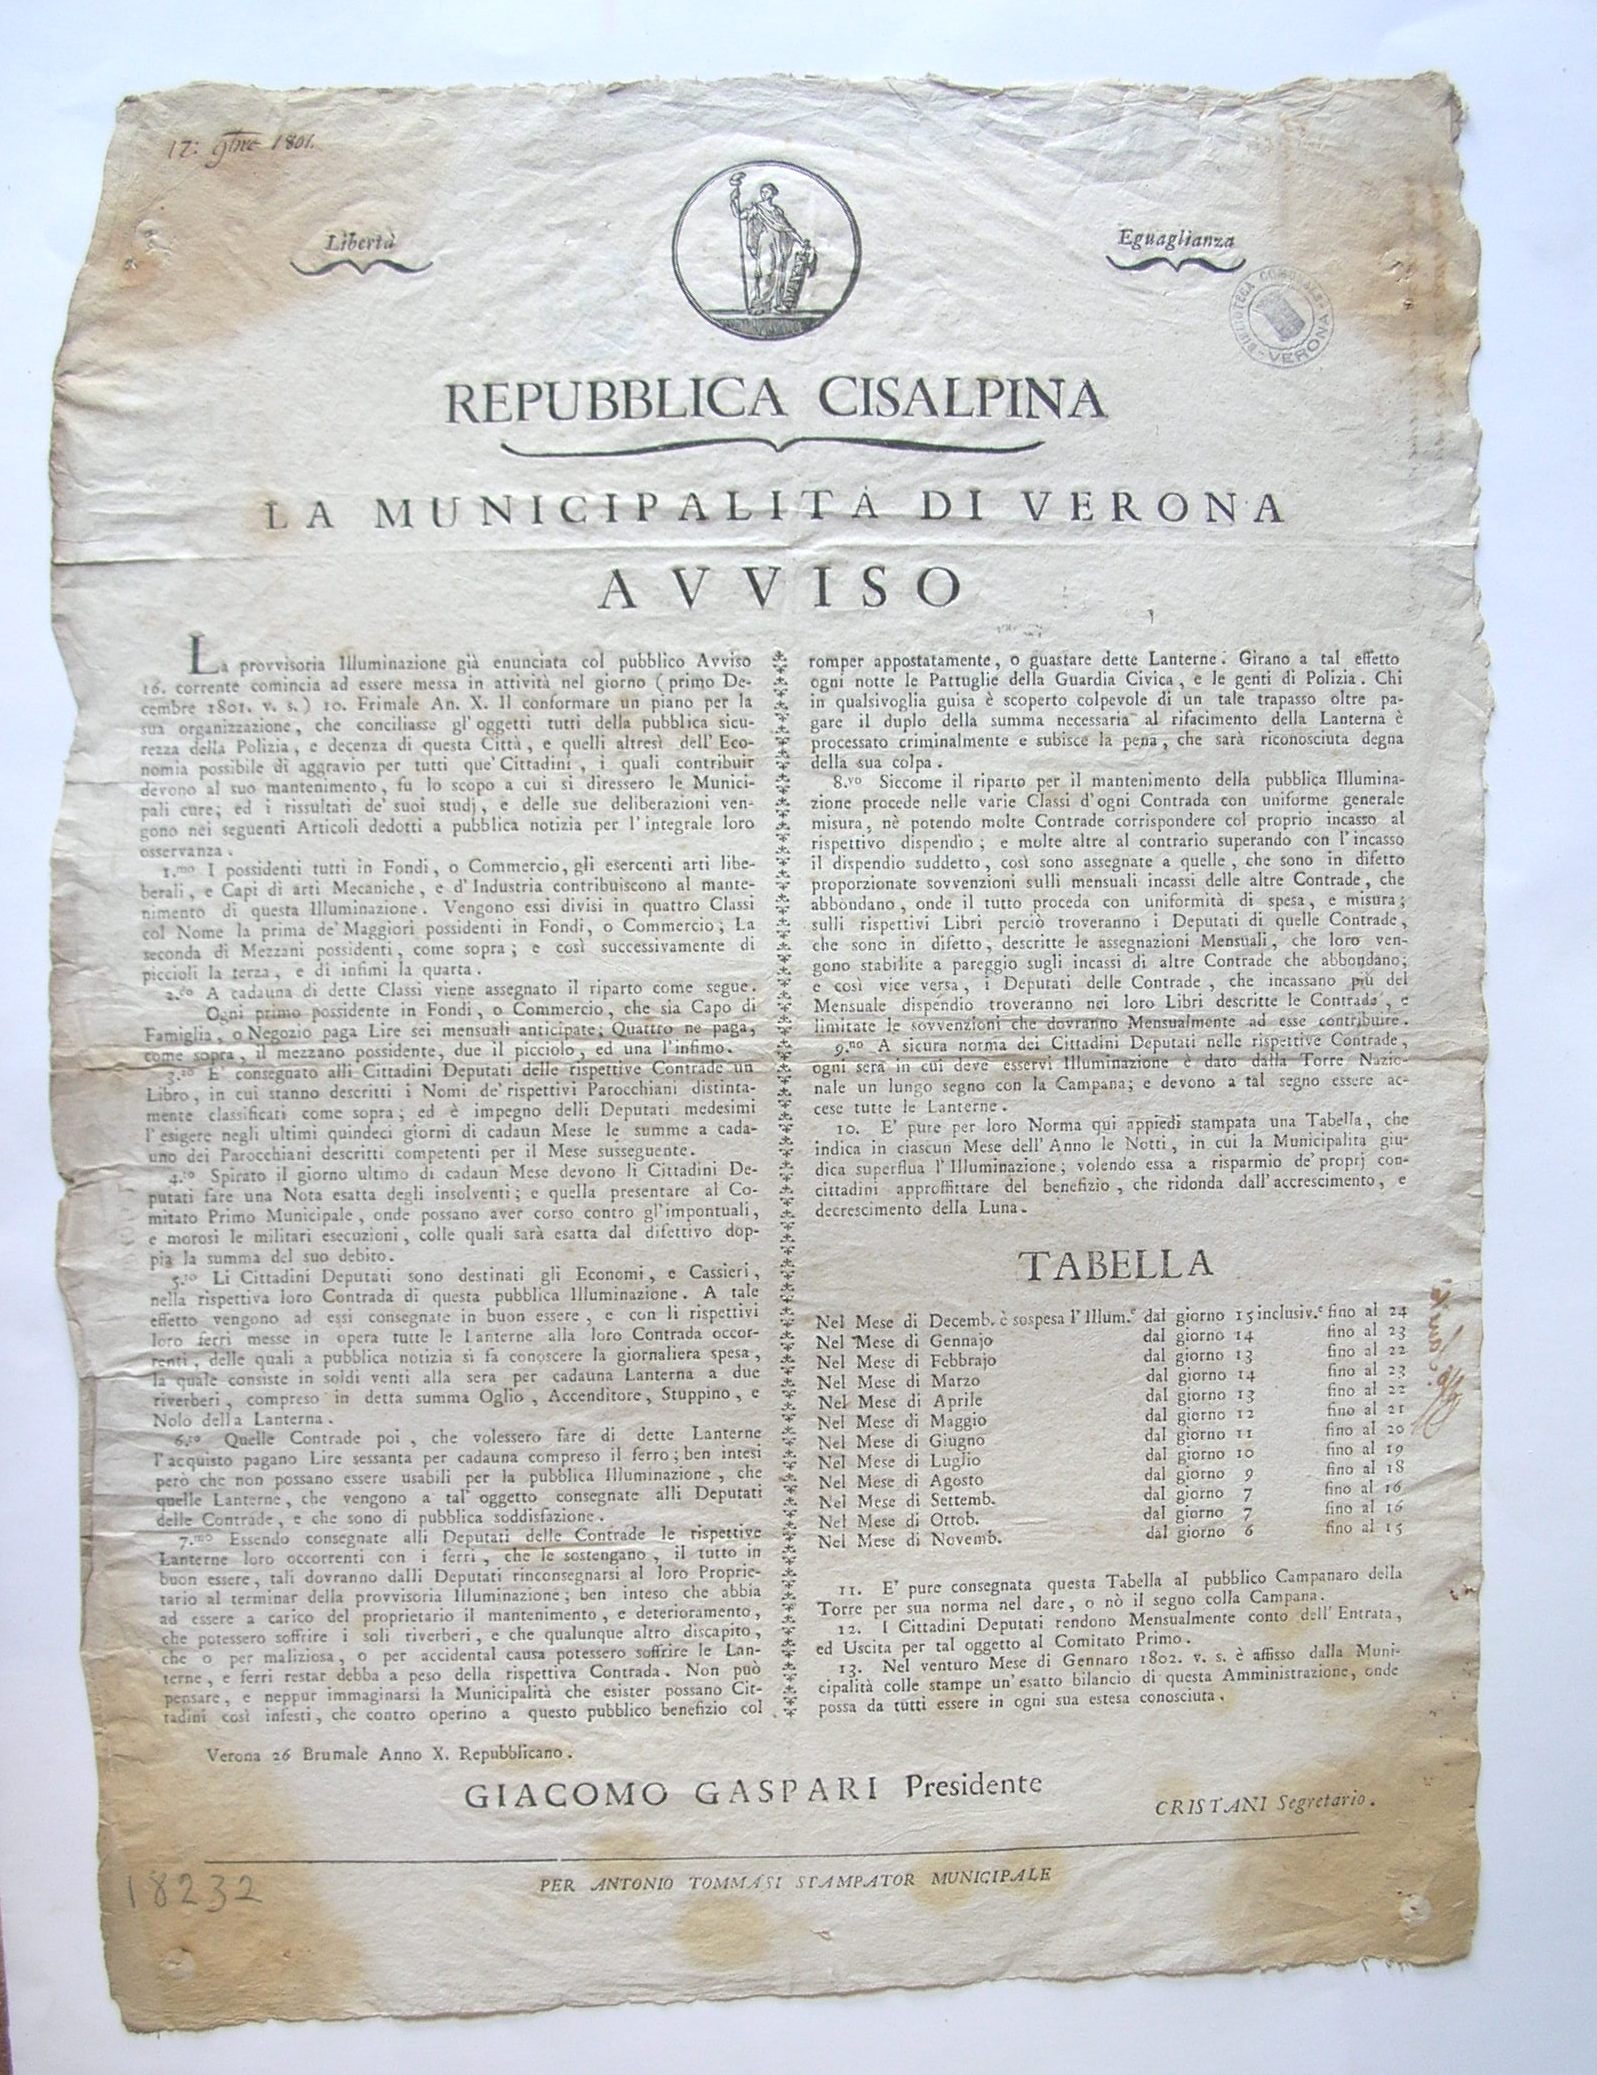 17: 9bre 1801.
Libertà
Eguaglianza
BIBLIOTECA COMUNALE
VERONA
REPUBBLICA CISALPINA
LA MUNICIPALITÀ DI VERONA
AVVISO
La provvisoria Illuminazione già enunciata col pubblico Avviso
16. corrente comincia ad essere messa in attività nel giorno (primo De-
cembre 1801. v. s.) 10. Frimale An. X. Il conformare un piano per la
sua organizzazione, che conciliasse gl'oggetti tutti della pubblica sicu-
rezza della Polizia, e decenza di questa Città, e quelli altresì dell'Eco-
nomia possibile di aggravio per tutti que' Cittadini, i quali contribuir
devono al suo mantenimento, fu lo scopo a cui si diressero le Munici-
pali cure; ed i rissultati de' suoi studj, e delle sue deliberazioni ven-
gono nei seguenti Articoli dedotti a pubblica notizia per l'integrale loro
osservanza.
1.mo I possidenti tutti in Fondi, o Commercio, gli esercenti arti libe-
berali, e Capi di arti Mecaniche, e d'Industria contribuiscono al mante-
nimento di questa Illuminazione. Vengono essi divisi in quattro Classi
col Nome la prima de' Maggiori possidenti in Fondi, o Commercio; La
seconda di Mezzani possidenti, come sopra; e così successivamente di
piccioli la terza, e di infimi la quarta.
2.do A cadauna di dette Classi viene assegnato il riparto come segue.
Ogni primo possidente in Fondi, o Commercio, che sia Capo di
Famiglia, o Negozio paga Lire sei mensuali anticipate; Quattro ne paga,
come sopra, il mezzano possidente, due il picciolo, ed una l'infimo.
3.zo E' consegnato alli Cittadini Deputati delle rispettive Contrade un
Libro, in cui stanno descritti i Nomi de' rispettivi Parocchiani distinta-
mente classificati come sopra; ed è impegno delli Deputati medesimi
l'esigere negli ultimi quindeci giorni di cadaun Mese le summe a cada-
uno dei Parocchiani descritti competenti per il Mese susseguente.
4.to Spirato il giorno ultimo di cadaun Mese devono li Cittadini De-
putati fare una Nota esatta degli insolventi; e quella presentare al Co-
mitato Primo Municipale, onde possano aver corso contro gl'impontuali,
e morosi le militari esecuzioni, colle quali sarà esatta dal difettivo dop-
pia la summa del suo debito.
5.to Li Cittadini Deputati sono destinati gli Economi, e Cassieri,
nella rispettiva loro Contrada di questa pubblica Illuminazione. A tale
effetto vengono ad essi consegnate in buon essere, e con li rispettivi
loro ferri messe in opera tutte le Lanterne alla loro Contrada occor-
renti, delle quali a pubblica notizia si fa conoscere la giornaliera spesa,
la quale consiste in soldi venti alla sera per cadauna Lanterna a due
riverberi, compreso in detta summa Oglio, Accenditore, Stuppino, e
Nolo della Lanterna.
6.to Quelle Contrade poi, che volessero fare di dette Lanterne
l'acquisto pagano Lire sessanta per cadauna compreso il ferro; ben intesi
però che non possano essere usabili per la pubblica Illuminazione, che
quelle Lanterne, che vengono a tal' oggetto consegnate alli Deputati
delle Contrade, e che sono di pubblica soddisfazione.
7.mo Essendo consegnate alli Deputati delle Contrade le rispettive
Lanterne loro occorrenti con i ferri, che le sostengano, il tutto in
buon essere, tali dovranno dalli Deputati rinconsegnarsi al loro Proprie-
tario al terminar della provvisoria Illuminazione; ben inteso che abbia
ad essere a carico del proprietario il mantenimento, e deterioramento,
che potessero soffrire i soli riverberi, e che qualunque altro discapito,
che o per maliziosa, o per accidental causa potessero soffrire le Lan-
terne, e ferri restar debba a peso della rispettiva Contrada. Non può
pensare, e neppur immaginarsi la Municipalità che esister possano Cit-
tadini così infesti, che contro operino a questo pubblico benefizio col
romper appostatamente, o guastare dette Lanterne. Girano a tal effetto
ogni notte le Pattuglie della Guardia Civica, e le genti di Polizia. Chi
in qualsivoglia guisa è scoperto colpevole di un tale trapasso oltre pa-
gare il duplo della summa necessaria al rifacimento della Lanterna è
processato criminalmente e subisce la pena, che sarà riconosciuta degna
della sua colpa.
8.vo Siccome il riparto per il mantenimento della pubblica Illumina-
zione procede nelle varie Classi d'ogni Contrada con uniforme generale
misura, nè potendo molte Contrade corrispondere col proprio incasso al
rispettivo dispendio; e molte altre al contrario superando con l'incasso
il dispendio suddetto, così sono assegnate a quelle, che sono in difetto
proporzionate sovvenzioni sulli mensuali incassi delle altre Contrade, che
abbondano, onde il tutto proceda con uniformità di spesa, e misura;
sulli rispettivi Libri perciò troveranno i Deputati di quelle Contrade,
che sono in difetto, descritte le assegnazioni Mensuali, che loro ven-
gono stabilite a pareggio sugli incassi di altre Contrade che abbondano;
e così vice versa, i Deputati delle Contrade, che incassano più del
Mensuale dispendio troveranno nei loro Libri descritte le Contrade, e
limitate le sovvenzioni che dovranno Mensualmente ad esse contribuire.
9.no A sicura norma dei Cittadini Deputati nelle rispettive Contrade,
ogni sera in cui deve eservi Illuminazione è dato dalla Torre Nazio-
nale un lungo segno con la Campana; e devono a tal segno essere ac-
cese tutte le Lanterne.
10. E' pure per loro Norma qui appiedi stampata una Tabella, che
indica in ciascun Mese dell'Anno le Notti, in cui la Municipalita giu-
dica superflua l'Illuminazione; volendo essa a risparmio de' proprj con-
cittadini approffittare del benefizio, che ridonda dall'accrescimento, e
decrescimento della Luna.
TABELLA
Nel Mese di Decemb. è sospesa l'Illum.e dal giorno 15 inclusiv.e fino al 24
Nel Mese di Gennajo dal giorno 14 fino al 23
Nel Mese di Febbrajo dal giorno 13 fino al 22
Nel Mese di Marzo dal giorno 14 fino al 23
Nel Mese di Aprile dal giorno 13 fino al 22
Nel Mese di Maggio dal giorno 12 fino al 21
Nel Mese di Giugno dal giorno 11 fino al 20
Nel Mese di Luglio dal giorno 10 fino al 19
Nel Mese di Agosto dal giorno 9 fino al 18
Nel Mese di Settemb. dal giorno 7 fino al 16
Nel Mese di Ottob. dal giorno 7 fino al 16
Nel Mese di Novemb. dal giorno 6 fino al 15
11. E' pure consegnata questa Tabella al pubblico Campanaro della
Torre per sua norma nel dare, o nò il segno colla Campana.
12. I Cittadini Deputati rendono Mensualmente conto dell'Entrata,
ed Uscita per tal oggetto al Comitato Primo.
13. Nel venturo Mese di Gennaro 1802. v. s. è affisso dalla Muni-
cipalità colle stampe un'esatto bilancio di questa Amministrazione, onde
possa da tutti essere in ogni sua estesa conosciuta.
Verona 26 Brumale Anno X. Repubblicano.
GIACOMO GASPARI Presidente
CRISTANI Segretario.
PER ANTONIO TOMMASI STAMPATOR MUNICIPALE
18232